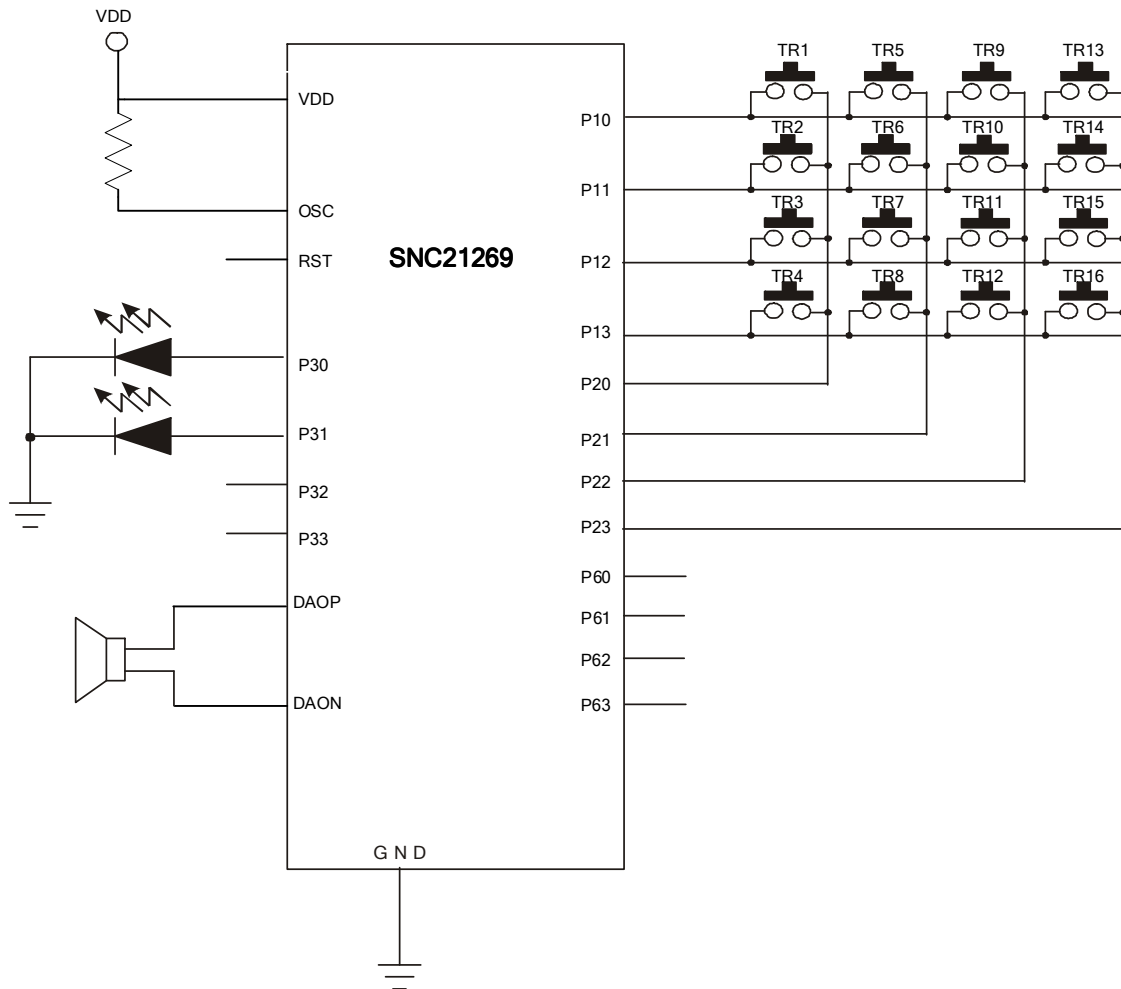 VDD
VDD
OSC
RST
SNC21269
P30
P31
P32
P33
DAOP
DAON
GND
P10
P11
P12
P13
P20
P21
P22
P23
P60
P61
P62
P63
TR1 TR5 TR9 TR13
TR2 TR6 TR10 TR14
TR3 TR7 TR11 TR15
TR4 TR8 TR12 TR16